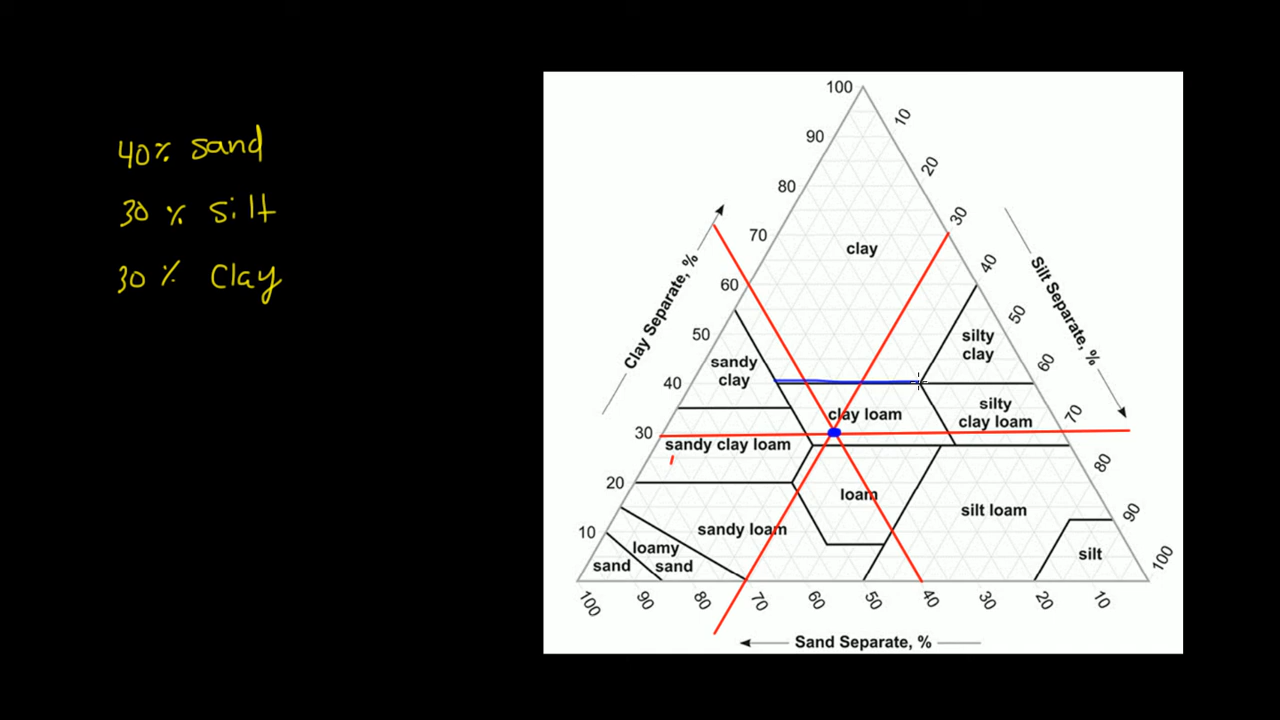 40% sand
30 % silt
30 % Clay
100
90
80
70
60
50
40
30
20
10
Clay Separate, %
10
20
30
40
50
60
70
80
90
100
Silt Separate, %
clay
silty
clay
sandy
clay
clay loam
silty
clay loam
sandy clay loam
loam
silt loam
sandy loam
loamy
sand
sand
silt
100
90
80
70
60
50
40
30
20
10
Sand Separate, %